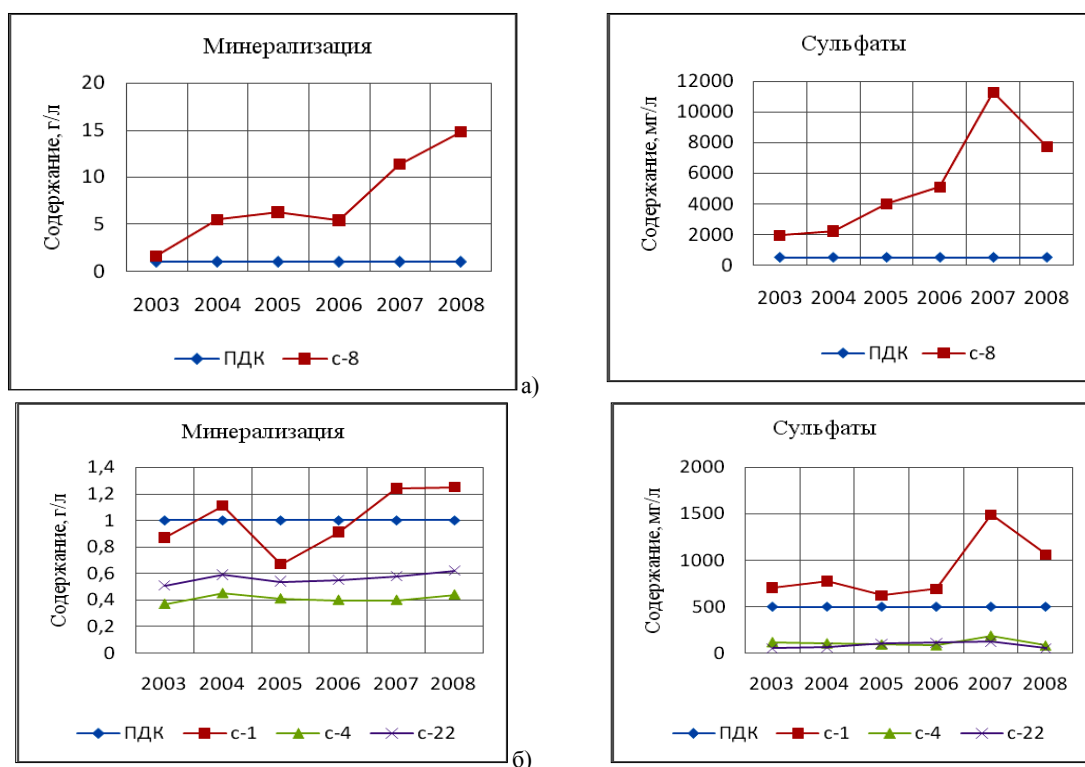 Минерализация
Содержание, г/л
20
15
10
5
0
2003 2004 2005 2006 2007 2008
ПДК с-8
Сульфаты
Содержание, мг/л
12000
10000
8000
6000
4000
2000
0
2003 2004 2005 2006 2007 2008
ПДК с-8
а)
Минерализация
Содержание, г/л
1,4
1,2
1
0,8
0,6
0,4
0,2
0
2003 2004 2005 2006 2007 2008
ПДК с-1 с-4 с-22
Сульфаты
Содержание, мг/л
2000
1500
1000
500
0
2003 2004 2005 2006 2007 2008
ПДК с-1 с-4 с-22
б)